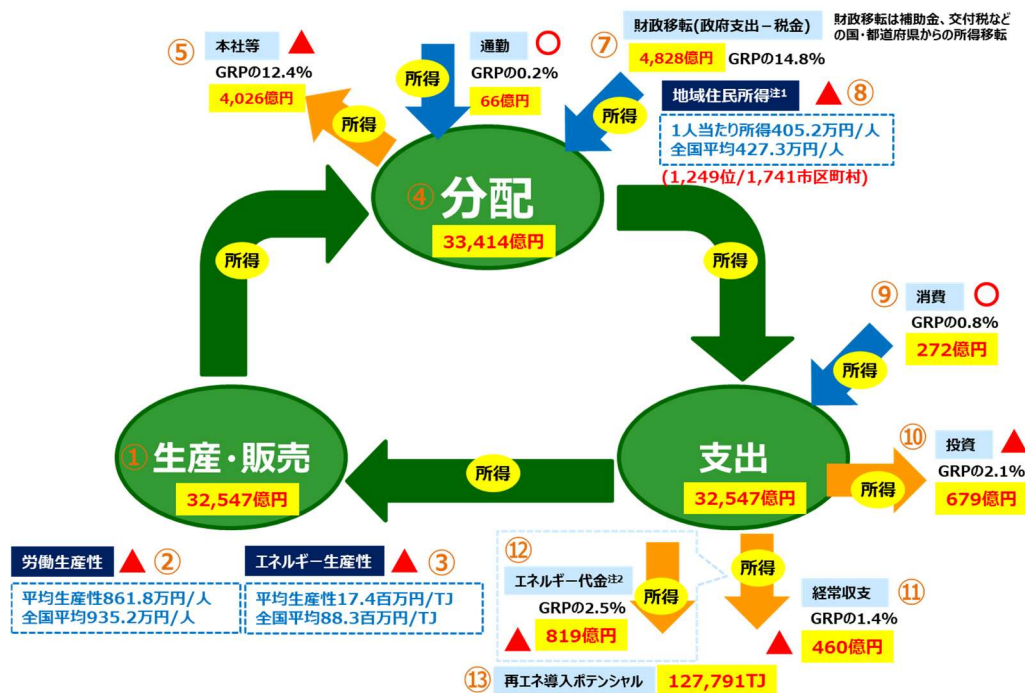 ⑤ 本社等 ▲
GRPの12.4%
4,026億円
所得
通勤 ○
GRPの0.2%
66億円
所得
⑦ 財政移転(政府支出－税金)
4,828億円 GRPの14.8%
所得
財政移転は補助金、交付税など
の国・都道府県からの所得移転
地域住民所得注1 ▲ ⑧
1人当たり所得405.2万円/人
全国平均427.3万円/人
(1,249位/1,741市区町村)
④ 分配
33,414億円
所得
所得
⑨ 消費 ○
GRPの0.8%
272億円
所得
① 生産・販売
32,547億円
所得
支出
32,547億円
⑩ 投資 ▲
GRPの2.1%
679億円
所得
労働生産性 ▲ ②
平均生産性861.8万円/人
全国平均935.2万円/人
エネルギー生産性 ▲ ③
平均生産性17.4百万円/TJ
全国平均88.3百万円/TJ
⑫
エネルギー代金注2
GRPの2.5%
▲ 819億円
所得
所得
経常収支 ⑪
GRPの1.4%
▲ 460億円
⑬ 再エネ導入ポテンシャル 127,791TJ